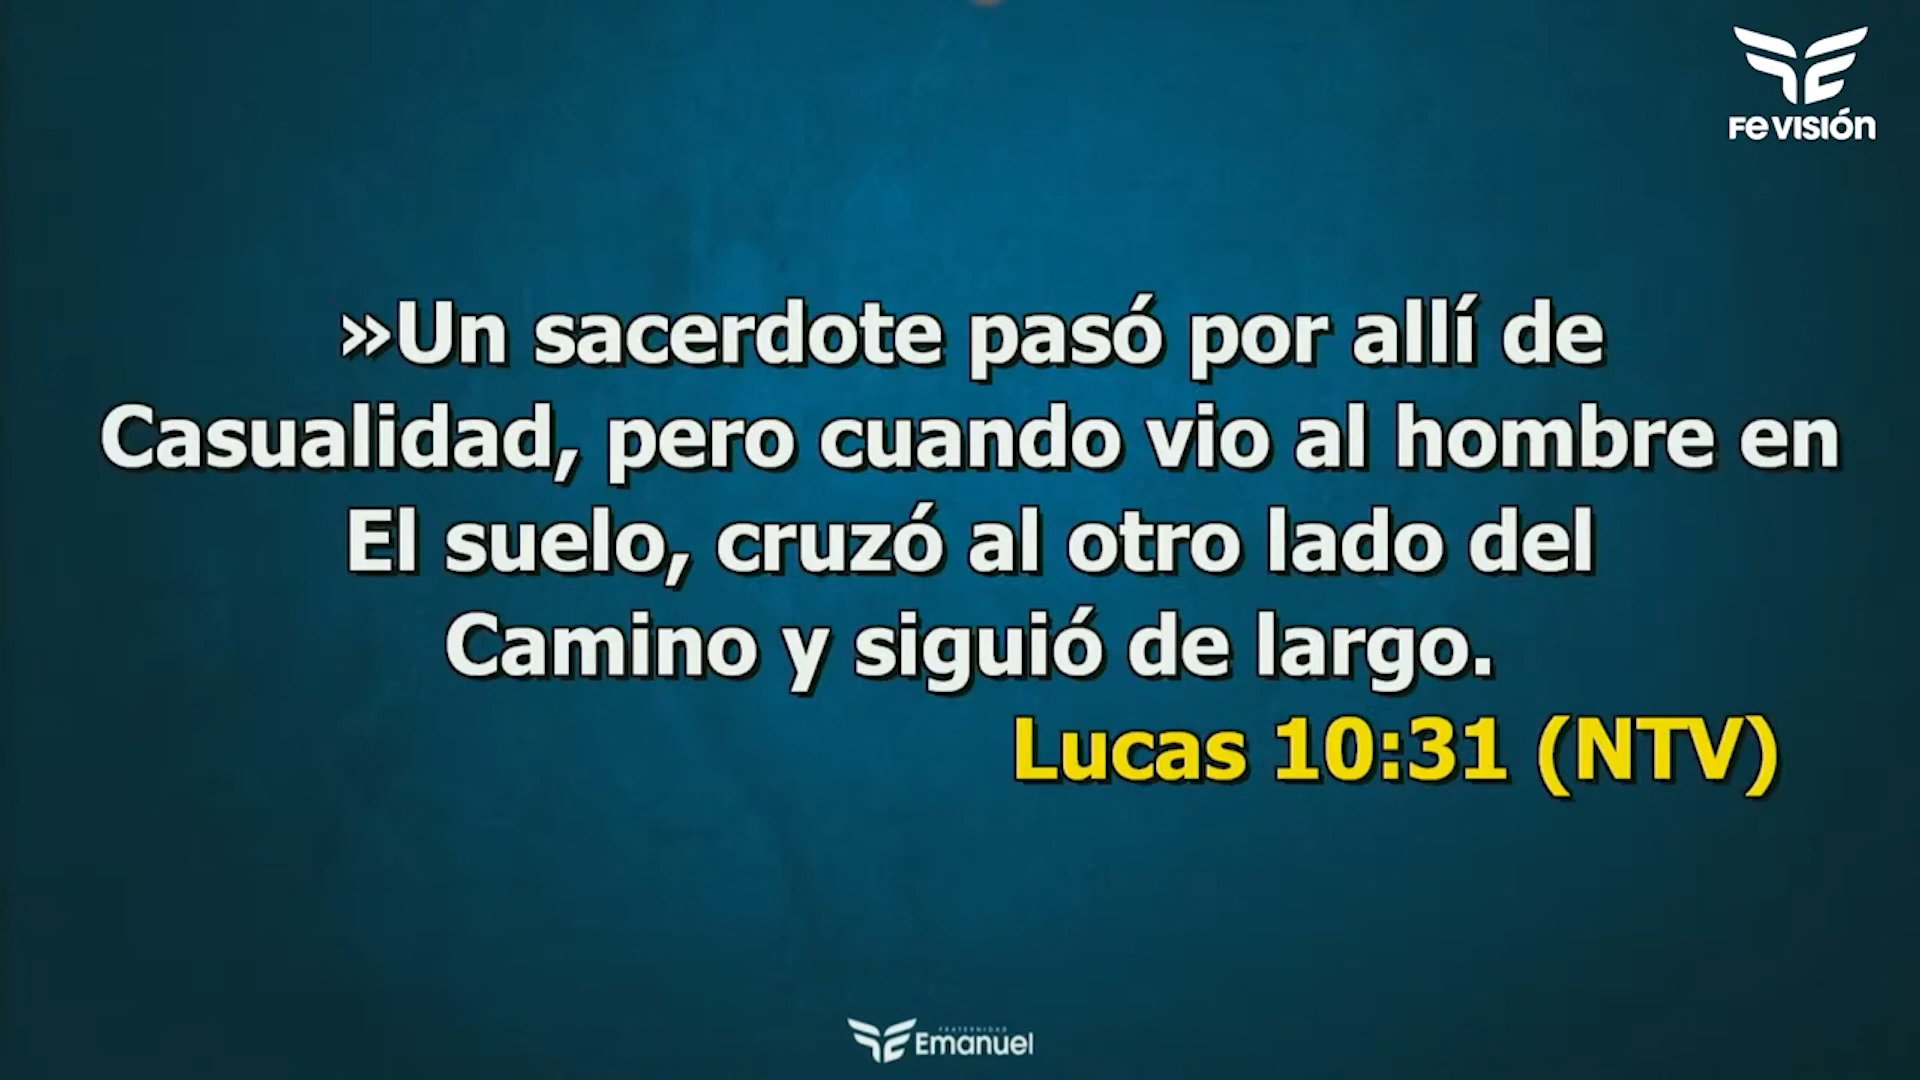 FE VISIÓN
»Un sacerdote pasó por allí de
Casualidad, pero cuando vio al hombre en
El suelo, cruzó al otro lado del
Camino y siguió de largo.
Lucas 10:31 (NTV)
FRATERNIDAD
Emanuel